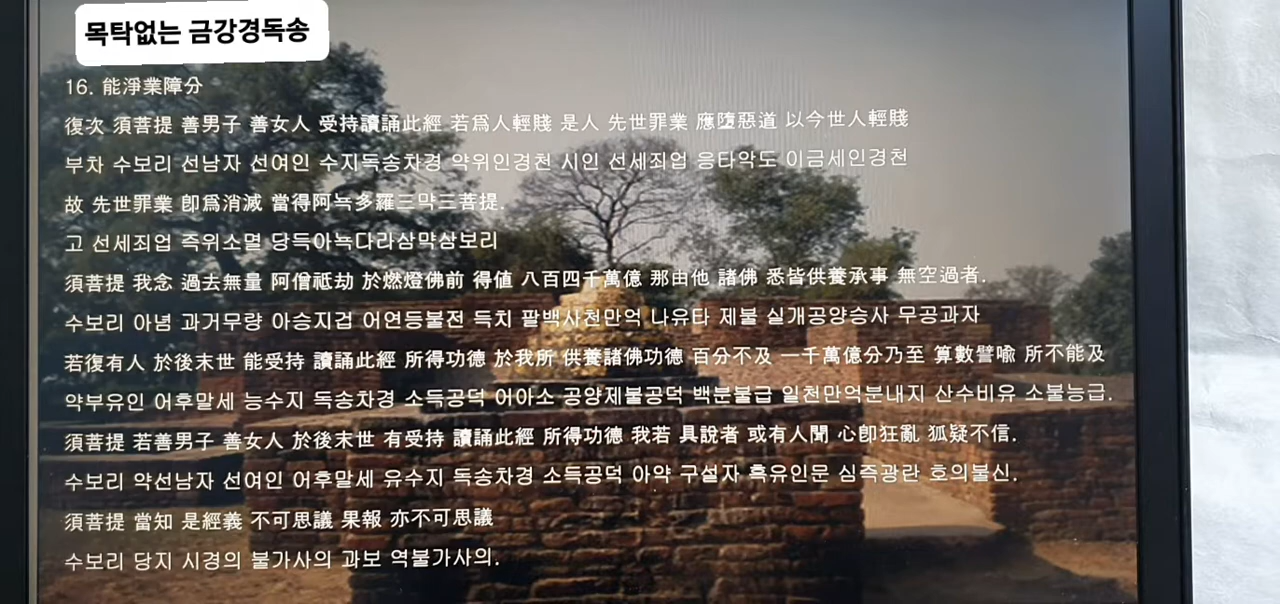 목탁없는 금강경독송
16. 能淨業障分
復次 須菩提 善男子 善女人 受持讀誦此經 若爲人輕賤 是人 先世罪業 應墮惡道 以今世人輕賤
부차 수보리 선남자 선여인 수지독송차경 약위인경천 시인 선세죄업 응타악도 이금세인경천
故 先世罪業 卽爲消滅 當得阿뇩多羅三먁三菩提.
고 선세죄업 즉위소멸 당득아뇩다라삼먁삼보리
須菩提 我念 過去無量 阿僧祗劫 於燃燈佛前 得値 八百四千萬億 那由他 諸佛 悉皆供養承事 無空過者.
수보리 아념 과거무량 아승지겁 어연등불전 득치 팔백사천만억 나유타 제불 실개공양승사 무공과자
若復有人 於後末世 能受持 讀誦此經 所得功德 於我所 供養諸佛功德 百分不及 一千萬億分乃至 算數譬喩 所不能及
약부유인 어후말세 능수지 독송차경 소득공덕 어아소 공양제불공덕 백분불급 일천만억분내지 산수비유 소불능급.
須菩提 若善男子 善女人 於後末世 有受持 讀誦此經 所得功德 我若 具說者 或有人聞 心卽狂亂 狐疑不信.
수보리 약선남자 선여인 어후말세 유수지 독송차경 소득공덕 아약 구설자 혹유인문 심즉광란 호의불신.
須菩提 當知 是經義 不可思議 果報 亦不可思議
수보리 당지 시경의 불가사의 과보 역불가사의.